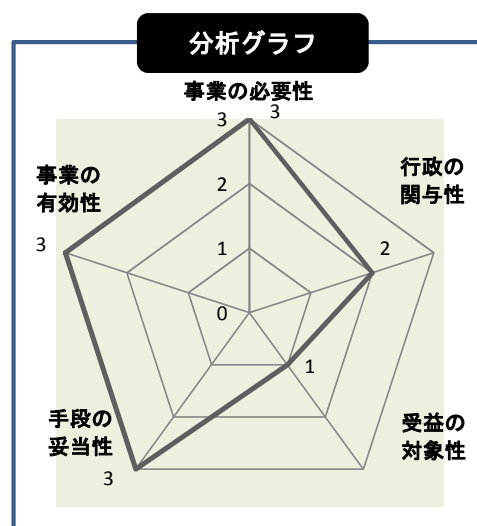 分析グラフ
事業の必要性
3
3
行政の
関与性
2
事業の
有効性
3
2
1
0
1
受益の
対象性
手段の
妥当性
3